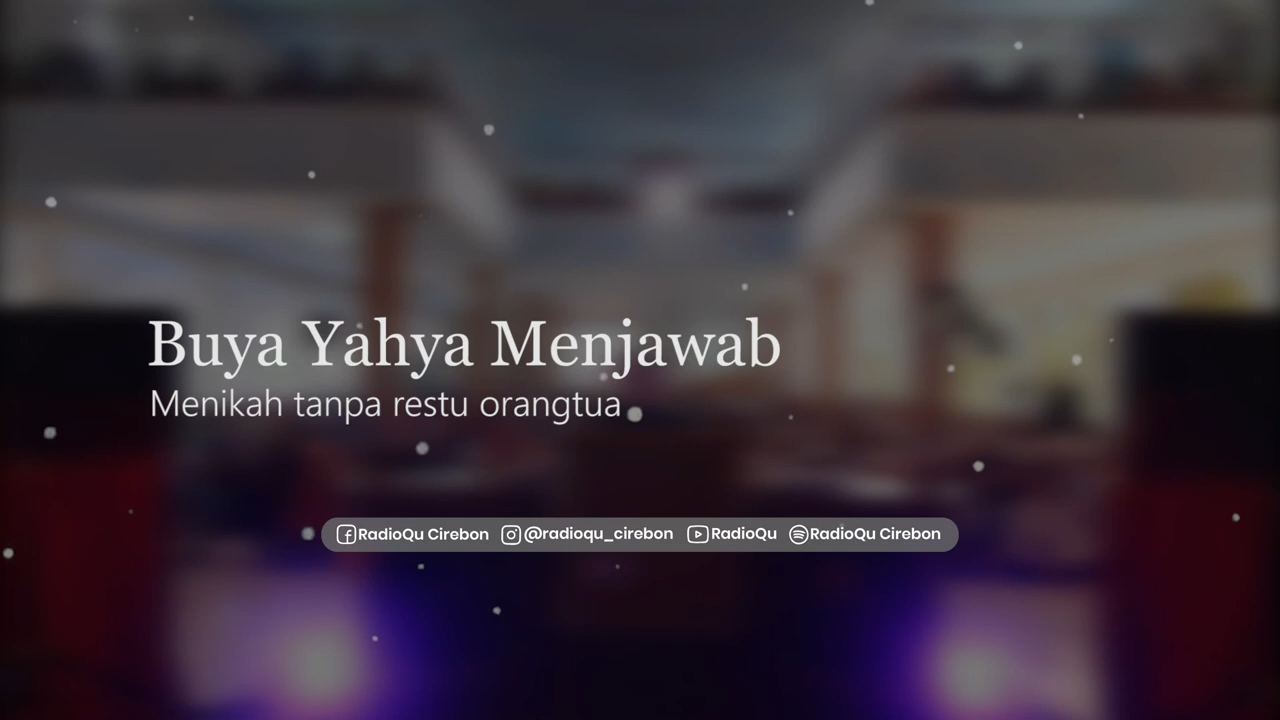 Buya Yahya Menjawab
Menikah tanpa restu orangtua
RadioQu Cirebon @radioqu_cirebon RadioQu RadioQu Cirebon